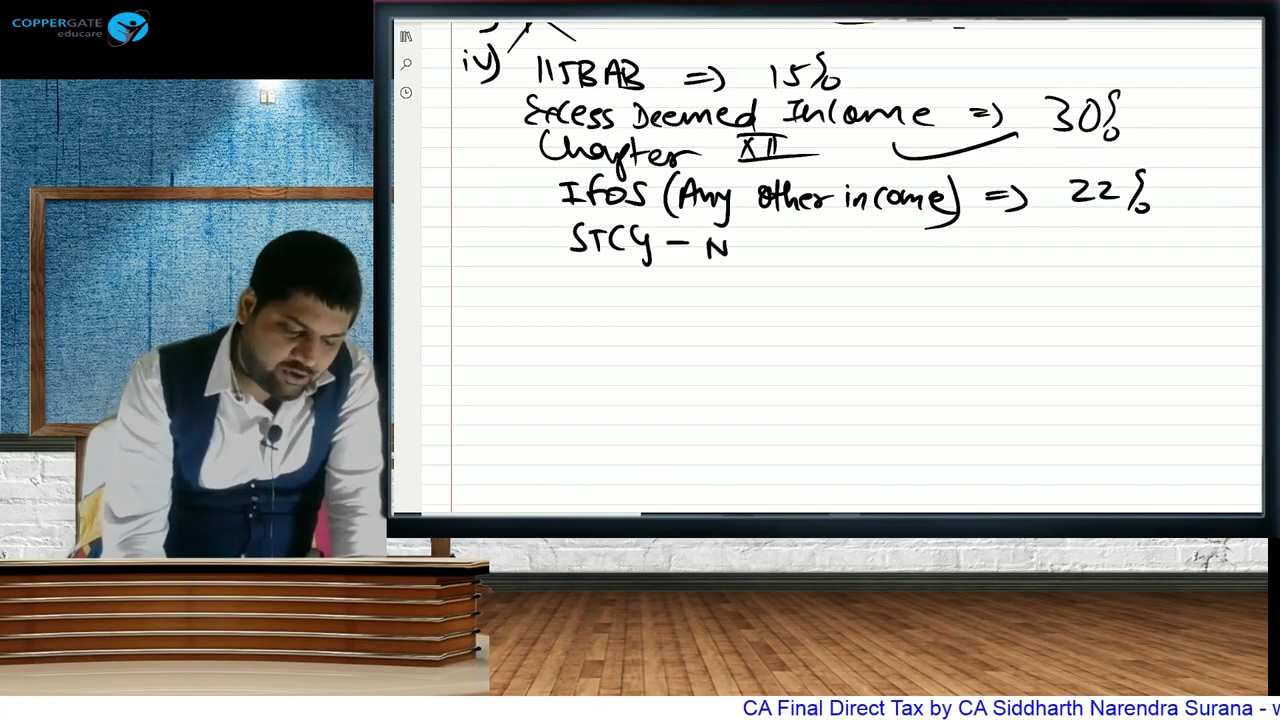 COPPERGATE
educare
iv) 115BAB => 15%
Excess Deemed Income => 30%
Chapter XII
IFOS (Any other income) => 22%
STCG - N
CA Final Direct Tax by CA Siddharth Narendra Surana - w